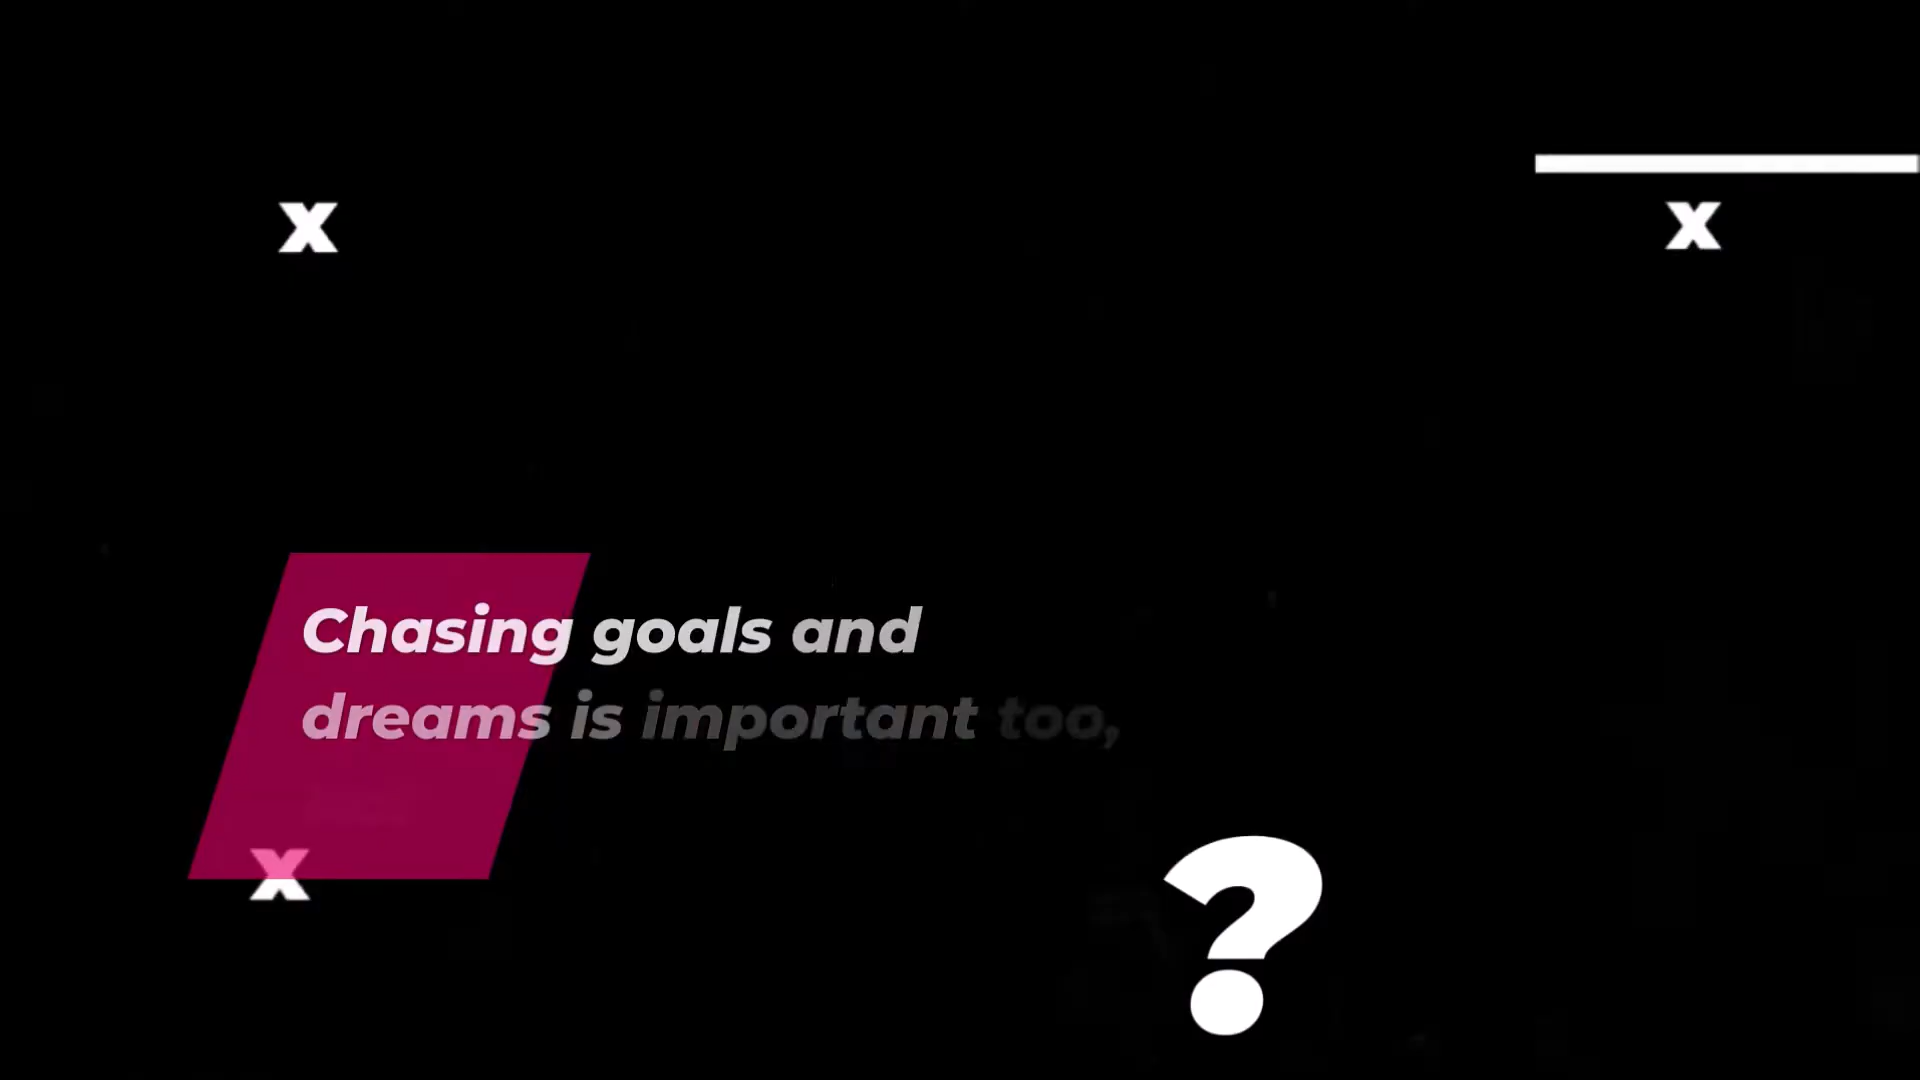 x
x
Chasing goals and
dreams is important too,
x
?